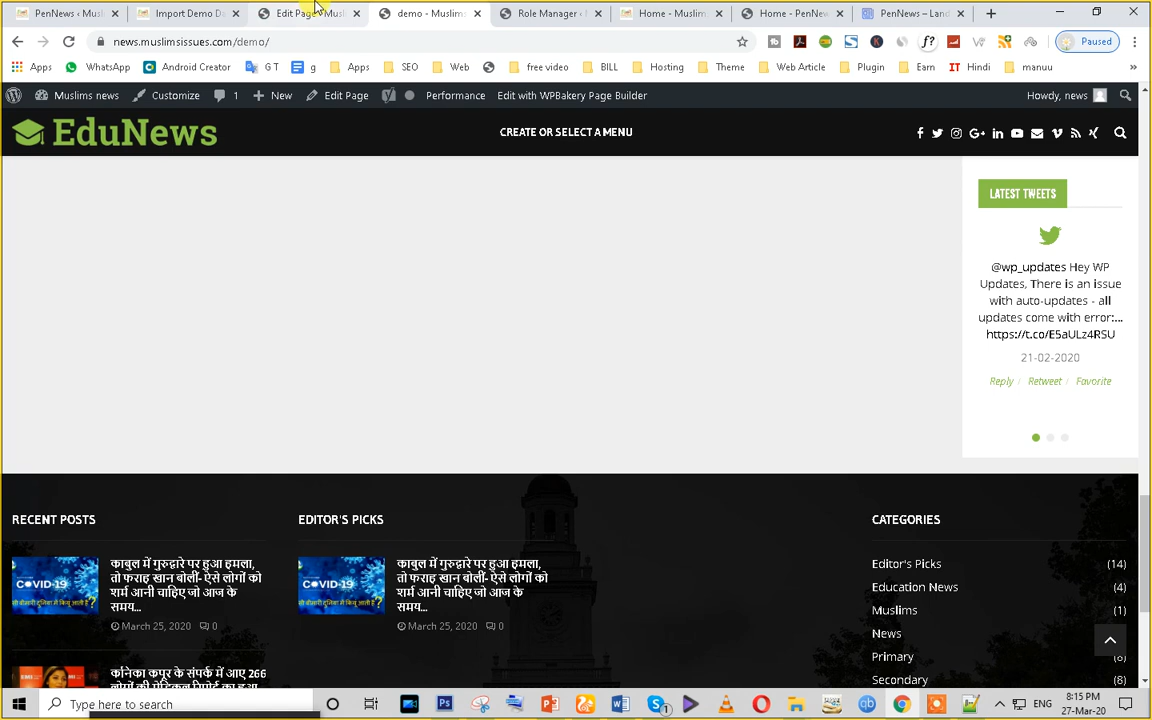 PenNews ‹ Musl
Import Demo Da
Edit Page ‹ Musl
demo - Muslims
Role Manager ‹
Home - Muslim
Home - PenNew
PenNews – Land
news.muslimsissues.com/demo/
Paused
Apps
WhatsApp
Android Creator
G T
g
Apps
SEO
Web
free video
BILL
Hosting
Theme
Web Article
Plugin
Earn
IT Hindi
manuu
Muslims news
Customize
1
New
Edit Page
Performance
Edit with WPBakery Page Builder
Howdy, news
EduNews
CREATE OR SELECT A MENU
LATEST TWEETS
@wp_updates Hey WP
Updates, There is an issue
with auto-updates - all
updates come with error:...
https://t.co/E5aULz4RSU
21-02-2020
Reply / Retweet / Favorite
RECENT POSTS
EDITOR'S PICKS
CATEGORIES
COVID-19
काबुल में गुरुद्वारे पर हुआ हमला,
तो फराह खान बोलीं- ऐसे लोगों को
शर्म आनी चाहिए जो आज के
समय...
March 25, 2020 0
COVID-19
काबुल में गुरुद्वारे पर हुआ हमला,
तो फराह खान बोलीं- ऐसे लोगों को
शर्म आनी चाहिए जो आज के
समय...
March 25, 2020 0
Editor's Picks (14)
Education News (4)
Muslims (1)
News
Primary
Secondary (8)
कनिका कपूर के संपर्क में आए 266
Type here to search
ENG
8:15 PM
27-Mar-20